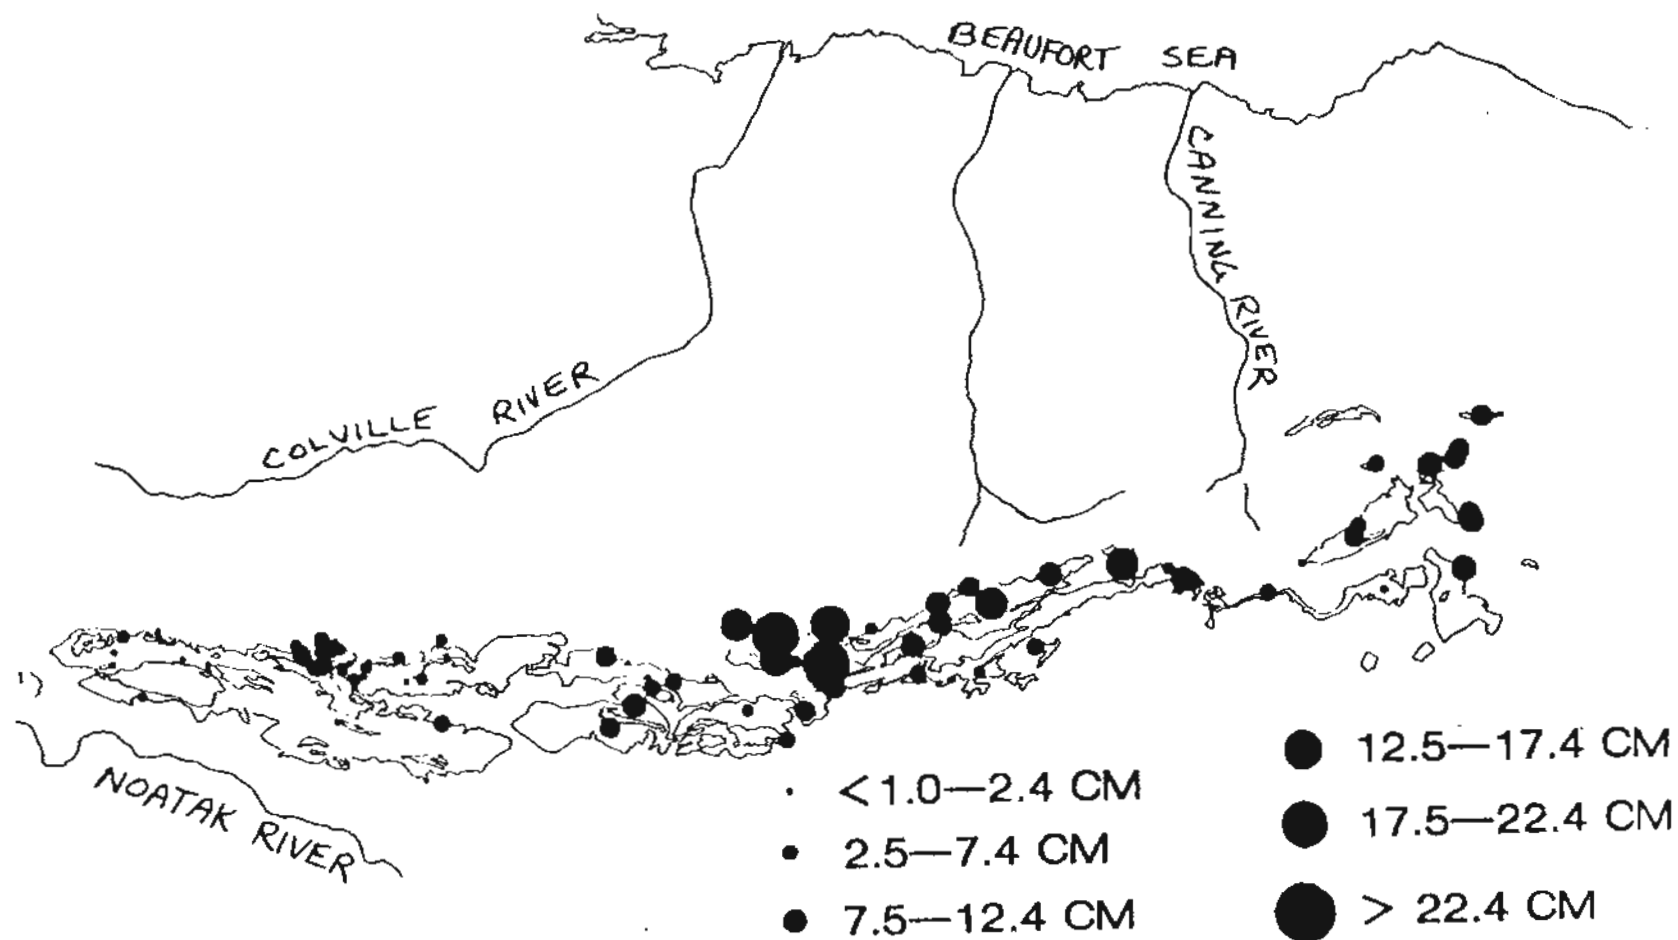 BEAUFORT SEA
CANNING RIVER
COLVILLE RIVER
NOATAK RIVER
<1.0—2.4 CM
2.5—7.4 CM
7.5—12.4 CM
12.5—17.4 CM
17.5—22.4 CM
> 22.4 CM